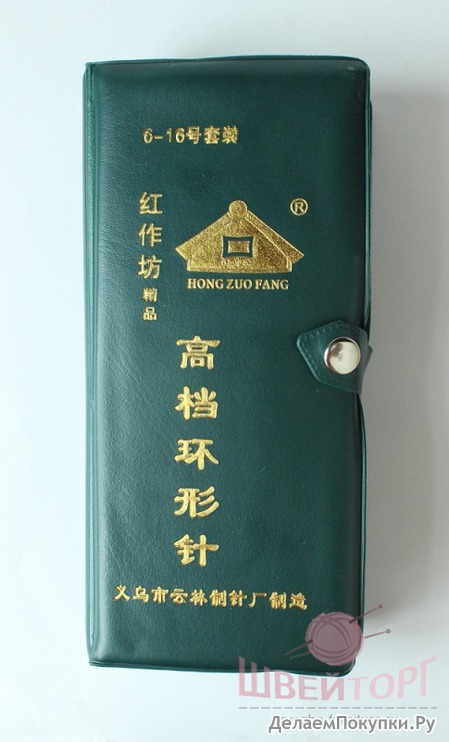 6-16号套装
®
HONG ZUO FANG
红作坊精品
高档环形针
义乌市云林制针厂制造
ШВЕЙТОРГ
ДелаемПокупки.Ру